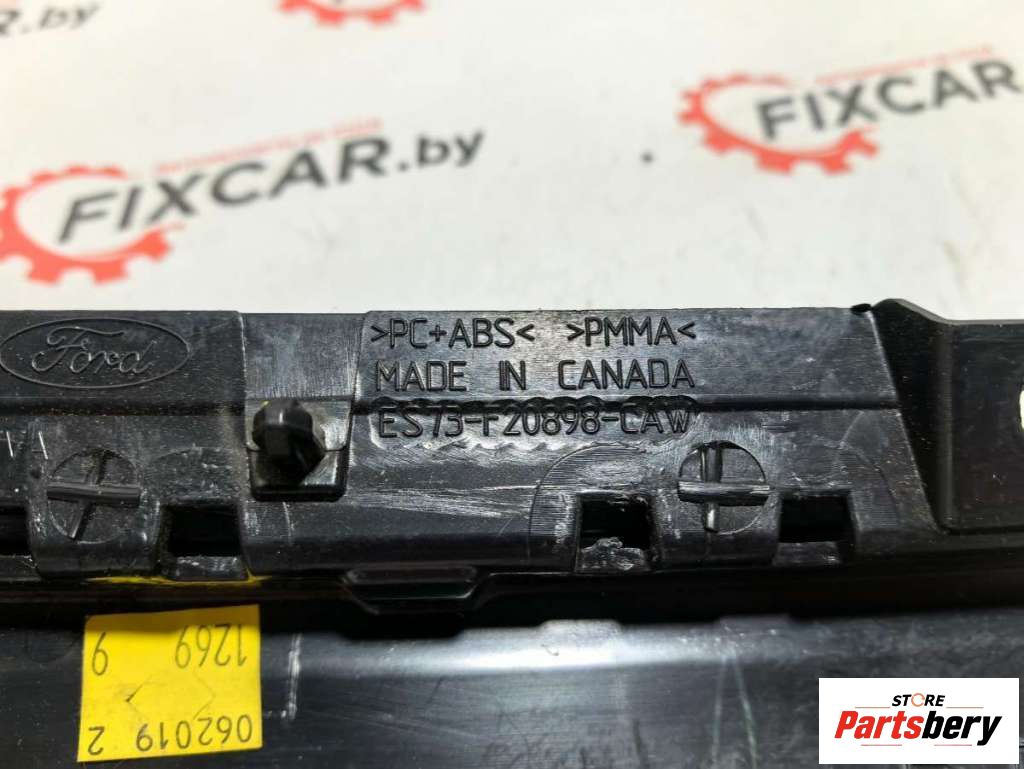 FIXCAR.by
FIXCAR
Ford
>PC+ABS< >PMMA<
MADE IN CANADA
ES73-F20898-CAW
1269
9
062019
2
STORE
Partsbery